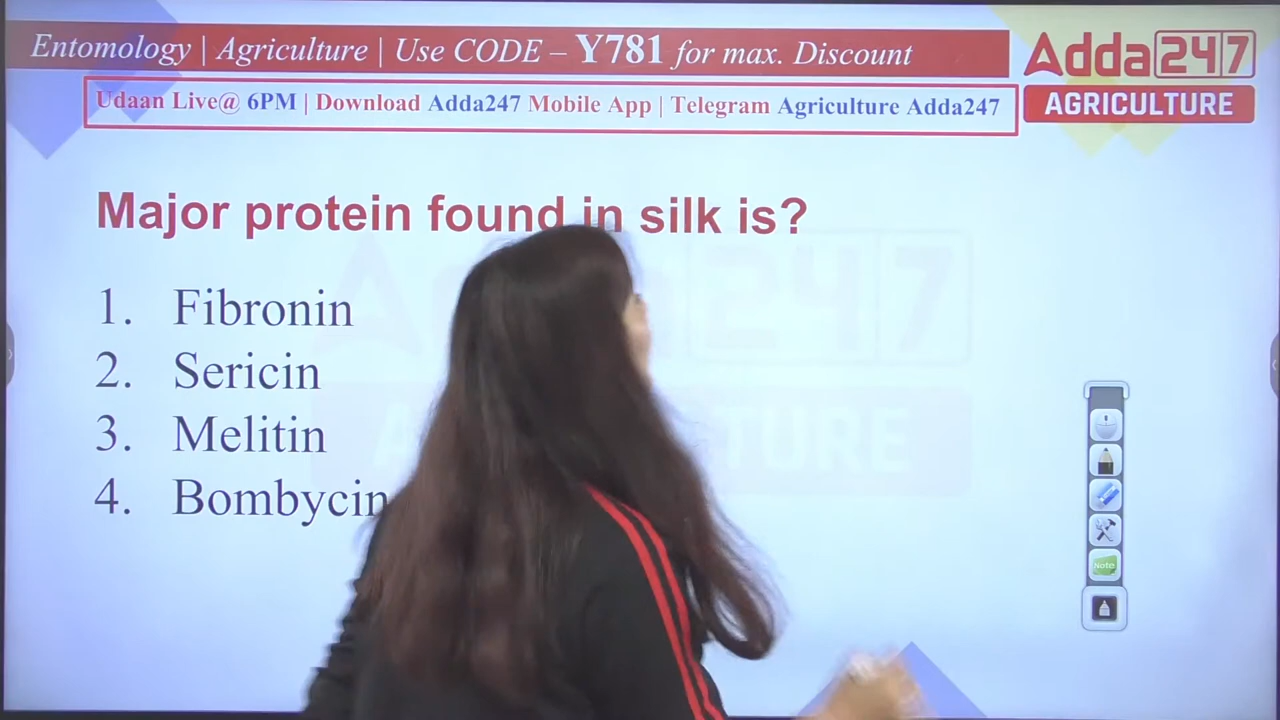 Entomology | Agriculture | Use CODE – Y781 for max. Discount
Adda247
Udaan Live@ 6PM | Download Adda247 Mobile App | Telegram Agriculture Adda247
AGRICULTURE
Major protein found in silk is?
1. Fibronin
2. Sericin
3. Melitin
4. Bombycin
Note